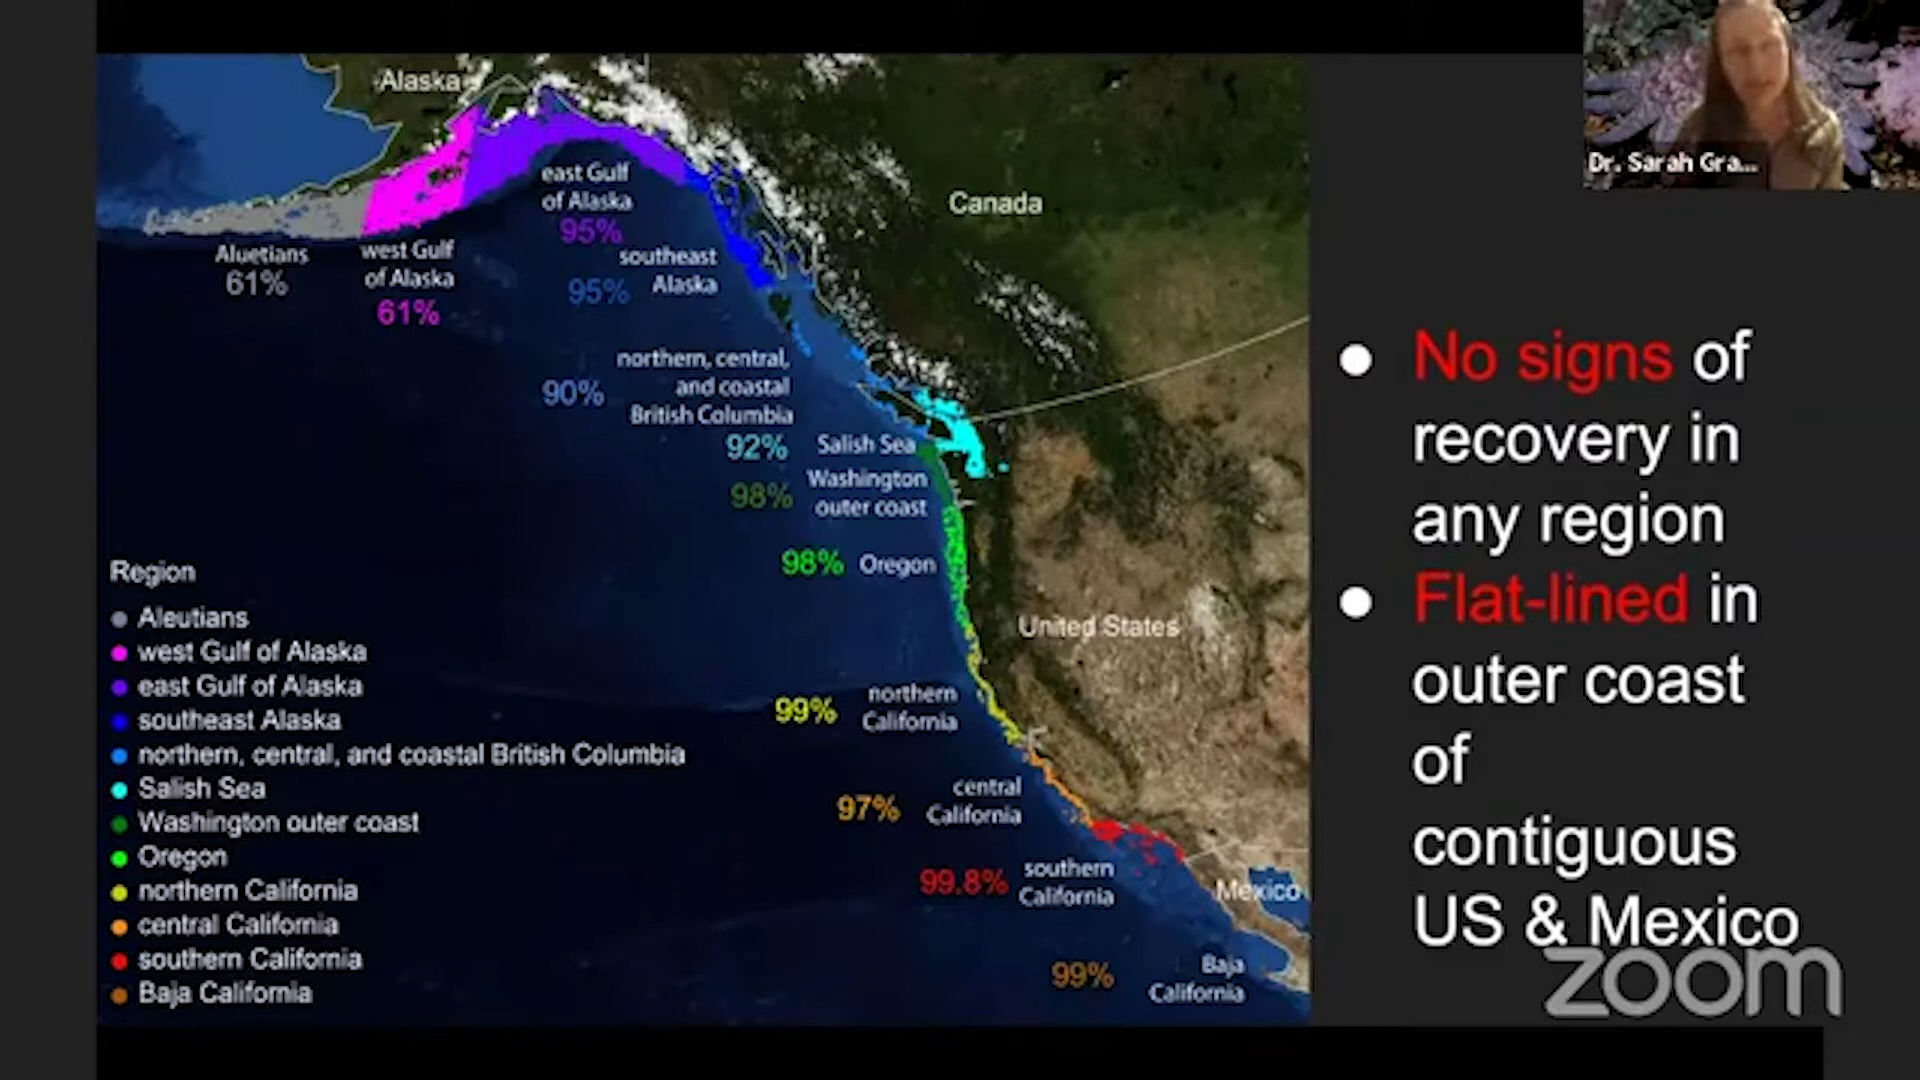 Alaska
Canada
east Gulf
of Alaska
95%
Aluetians
61%
west Gulf
of Alaska
61%
southeast
Alaska
95%
northern, central,
and coastal
British Columbia
90%
92% Salish Sea
Washington
outer coast
98%
98% Oregon
United States
northern
California
99%
central
California
97%
southern
California
99.8%
Mexico
Baja
California
99%
Region
Aleutians
west Gulf of Alaska
east Gulf of Alaska
southeast Alaska
northern, central, and coastal British Columbia
Salish Sea
Washington outer coast
Oregon
northern California
central California
southern California
Baja California
Dr. Sarah Gra...
● No signs of
recovery in
any region
● Flat-lined in
outer coast
of
contiguous
US & Mexico
zoom